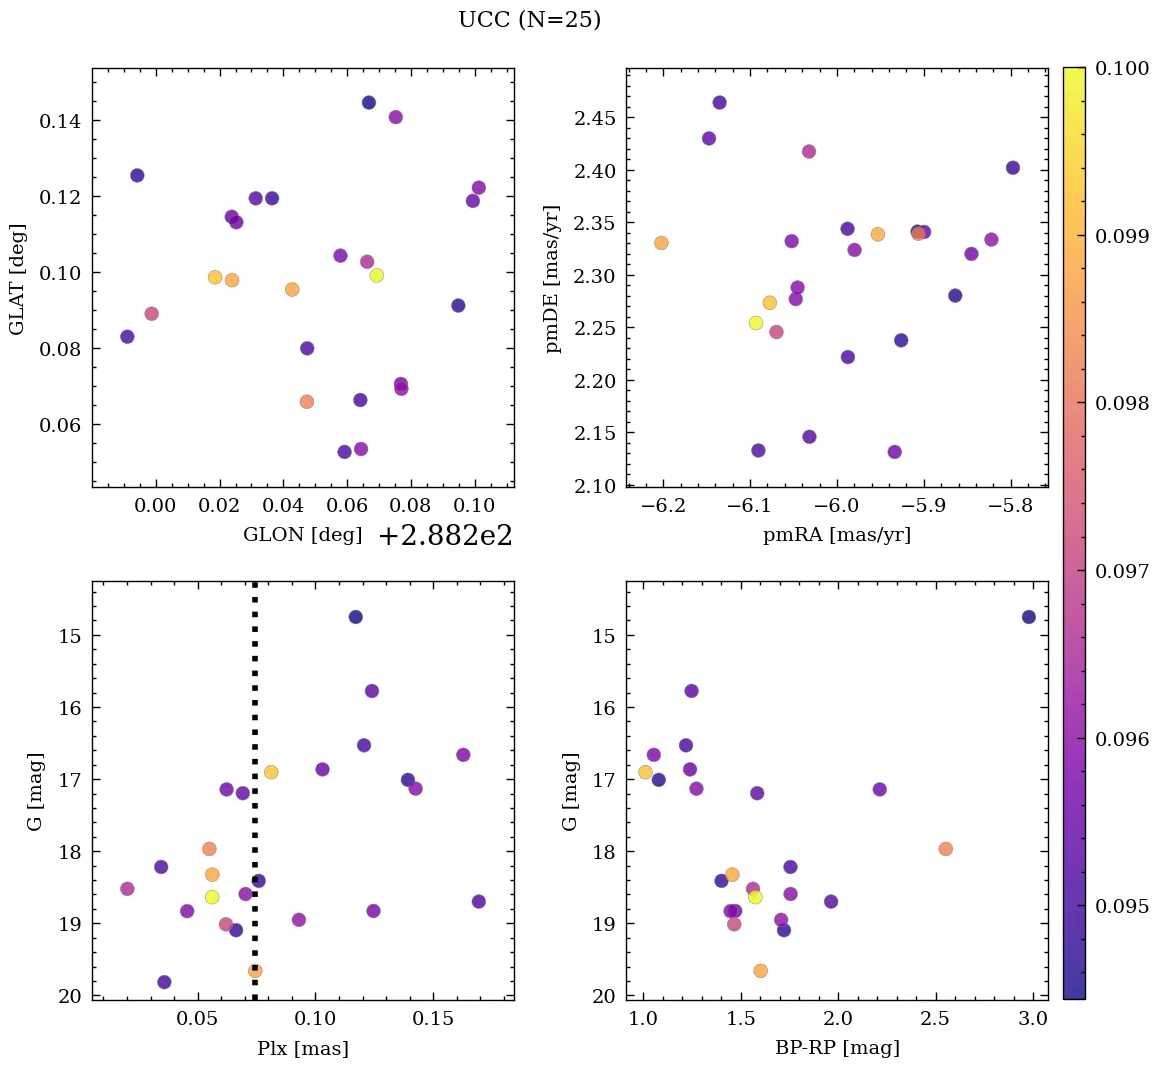 UCC (N=25)
0.14
0.12
0.10
0.08
0.06
GLAT [deg]
0.00 0.02 0.04 0.06 0.08 0.10
GLON [deg] +2.882e2
2.45
2.40
2.35
2.30
2.25
2.20
2.15
2.10
pmDE [mas/yr]
−6.2 −6.1 −6.0 −5.9 −5.8
pmRA [mas/yr]
0.100
0.099
0.098
0.097
0.096
0.095
15
16
17
18
19
20
G [mag]
0.05 0.10 0.15
Plx [mas]
15
16
17
18
19
20
G [mag]
1.0 1.5 2.0 2.5 3.0
BP-RP [mag]